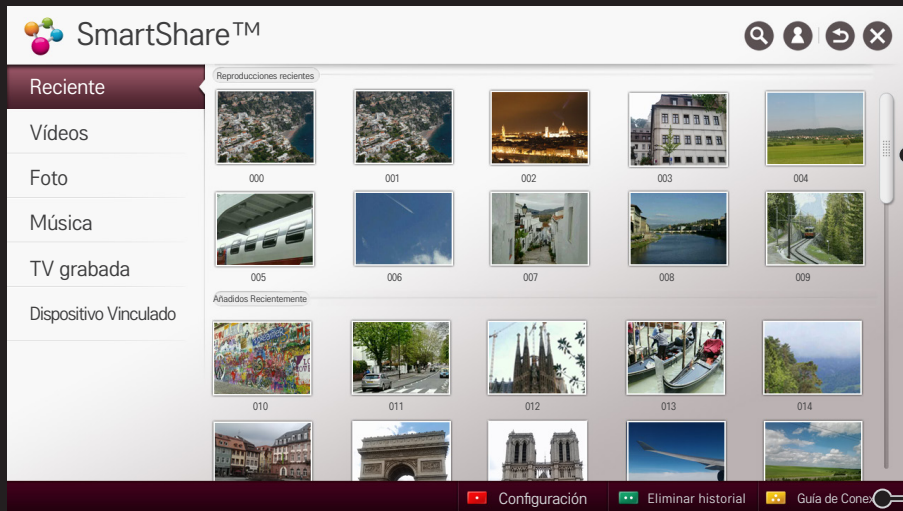 SmartShare™
Reciente
Vídeos
Foto
Música
TV grabada
Dispositivo Vinculado
Reproducciones recientes
000 001 002 003 004
005 006 007 008 009
Añadidos Recientemente
010 011 012 013 014
Configuración Eliminar historial Guía de Conex